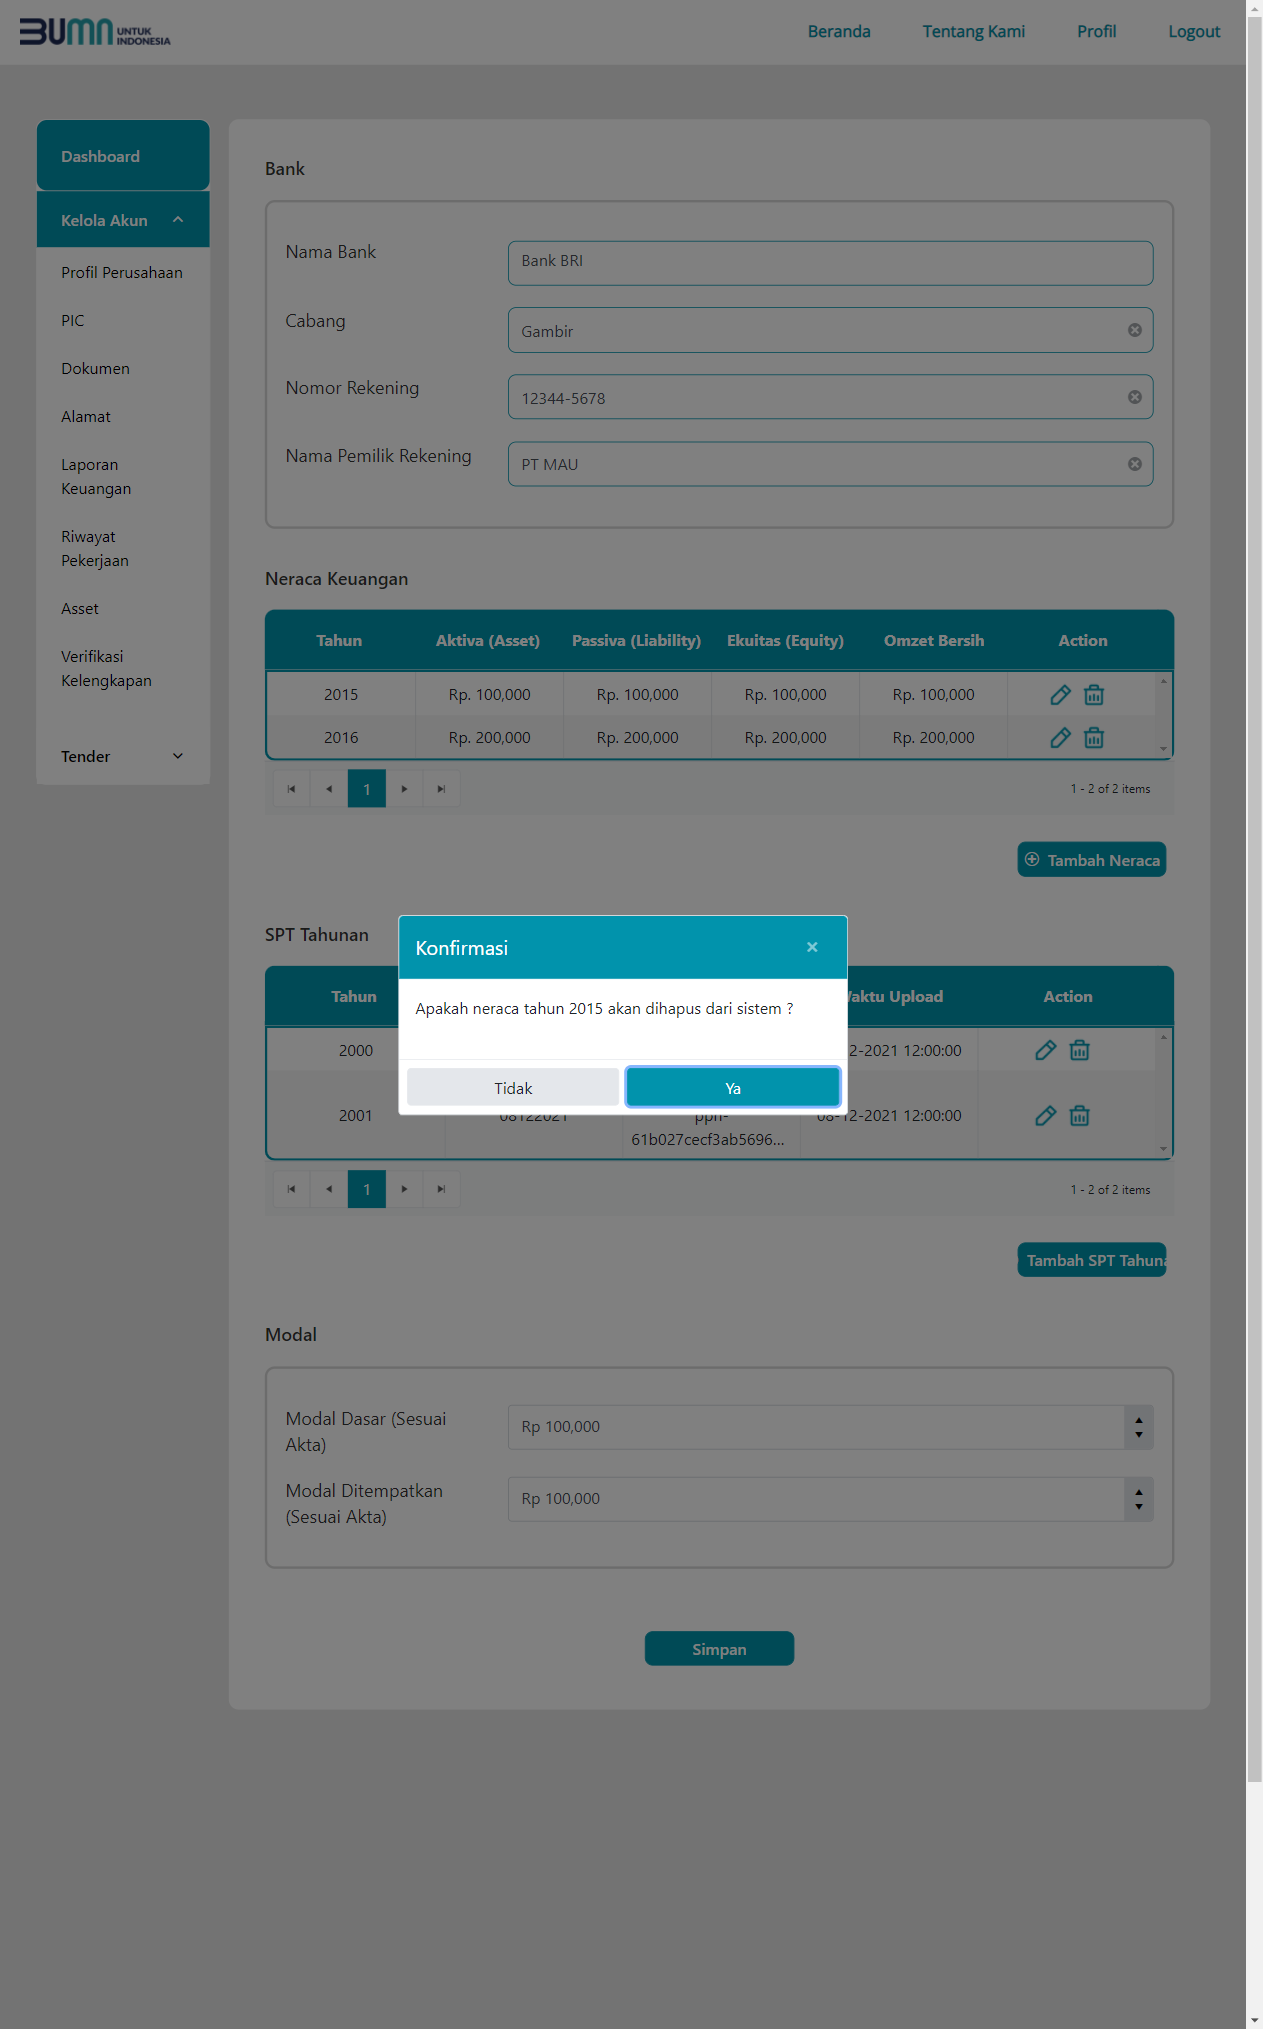 BUMN UNTUK INDONESIA
Beranda
Tentang Kami
Profil
Logout
Dashboard
Kelola Akun
Profil Perusahaan
PIC
Dokumen
Alamat
Laporan
Keuangan
Riwayat
Pekerjaan
Asset
Verifikasi
Kelengkapan
Tender
Bank
Nama Bank
Bank BRI
Cabang
Gambir
Nomor Rekening
12344-5678
Nama Pemilik Rekening
PT MAU
Neraca Keuangan
Tahun Aktiva (Asset) Passiva (Liability) Ekuitas (Equity) Omzet Bersih Action
2015 Rp. 100,000 Rp. 100,000 Rp. 100,000 Rp. 100,000
2016 Rp. 200,000 Rp. 200,000 Rp. 200,000 Rp. 200,000
1
1 - 2 of 2 items
Tambah Neraca
SPT Tahunan
Konfirmasi
Apakah neraca tahun 2015 akan dihapus dari sistem ?
Tidak
Ya
Tahun Upload Action
2000 2-2021 12:00:00
2001 08122021 ppn- 08-12-2021 12:00:00
61b027cecf3ab5696...
1
1 - 2 of 2 items
Tambah SPT Tahuna
Modal
Modal Dasar (Sesuai
Akta)
Rp 100,000
Modal Ditempatkan
(Sesuai Akta)
Rp 100,000
Simpan